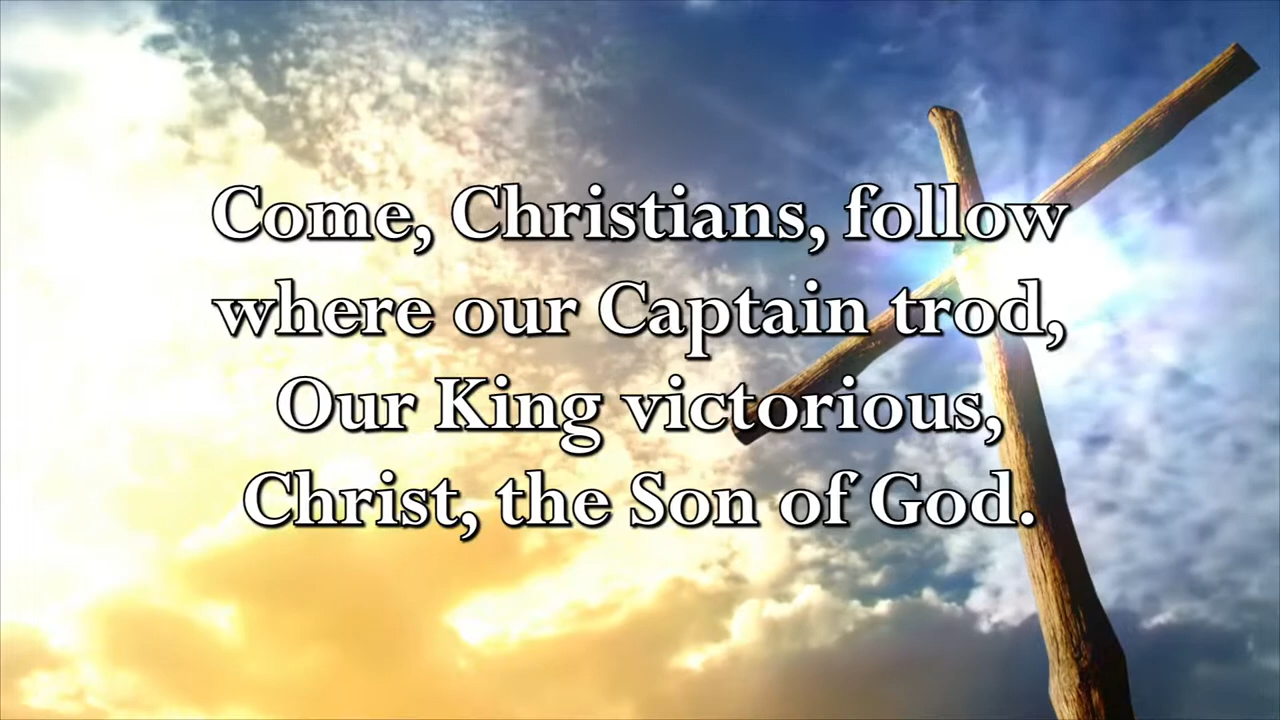 Come, Christians, follow
where our Captain trod,
Our King victorious,
Christ, the Son of God.